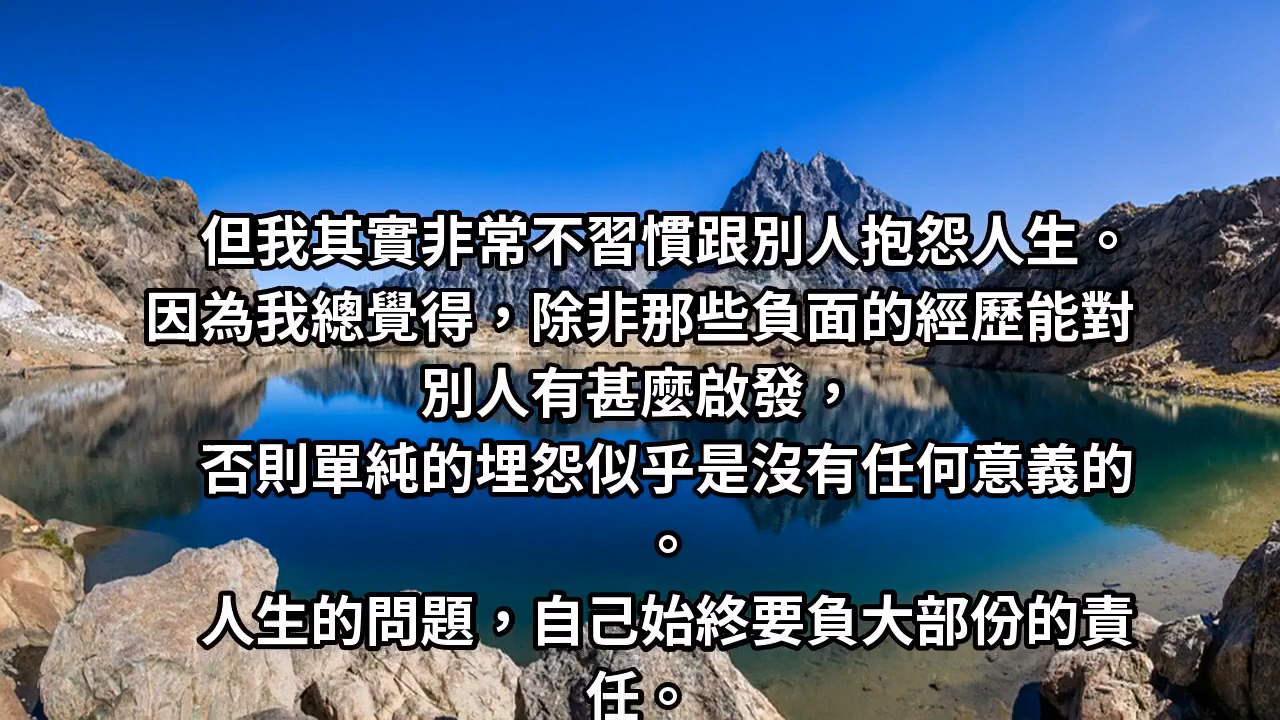 但我其實非常不習慣跟別人抱怨人生。
因為我總覺得，除非那些負面的經歷能對
別人有甚麼啟發，
否則單純的埋怨似乎是沒有任何意義的
。
人生的問題，自己始終要負大部份的責
任。